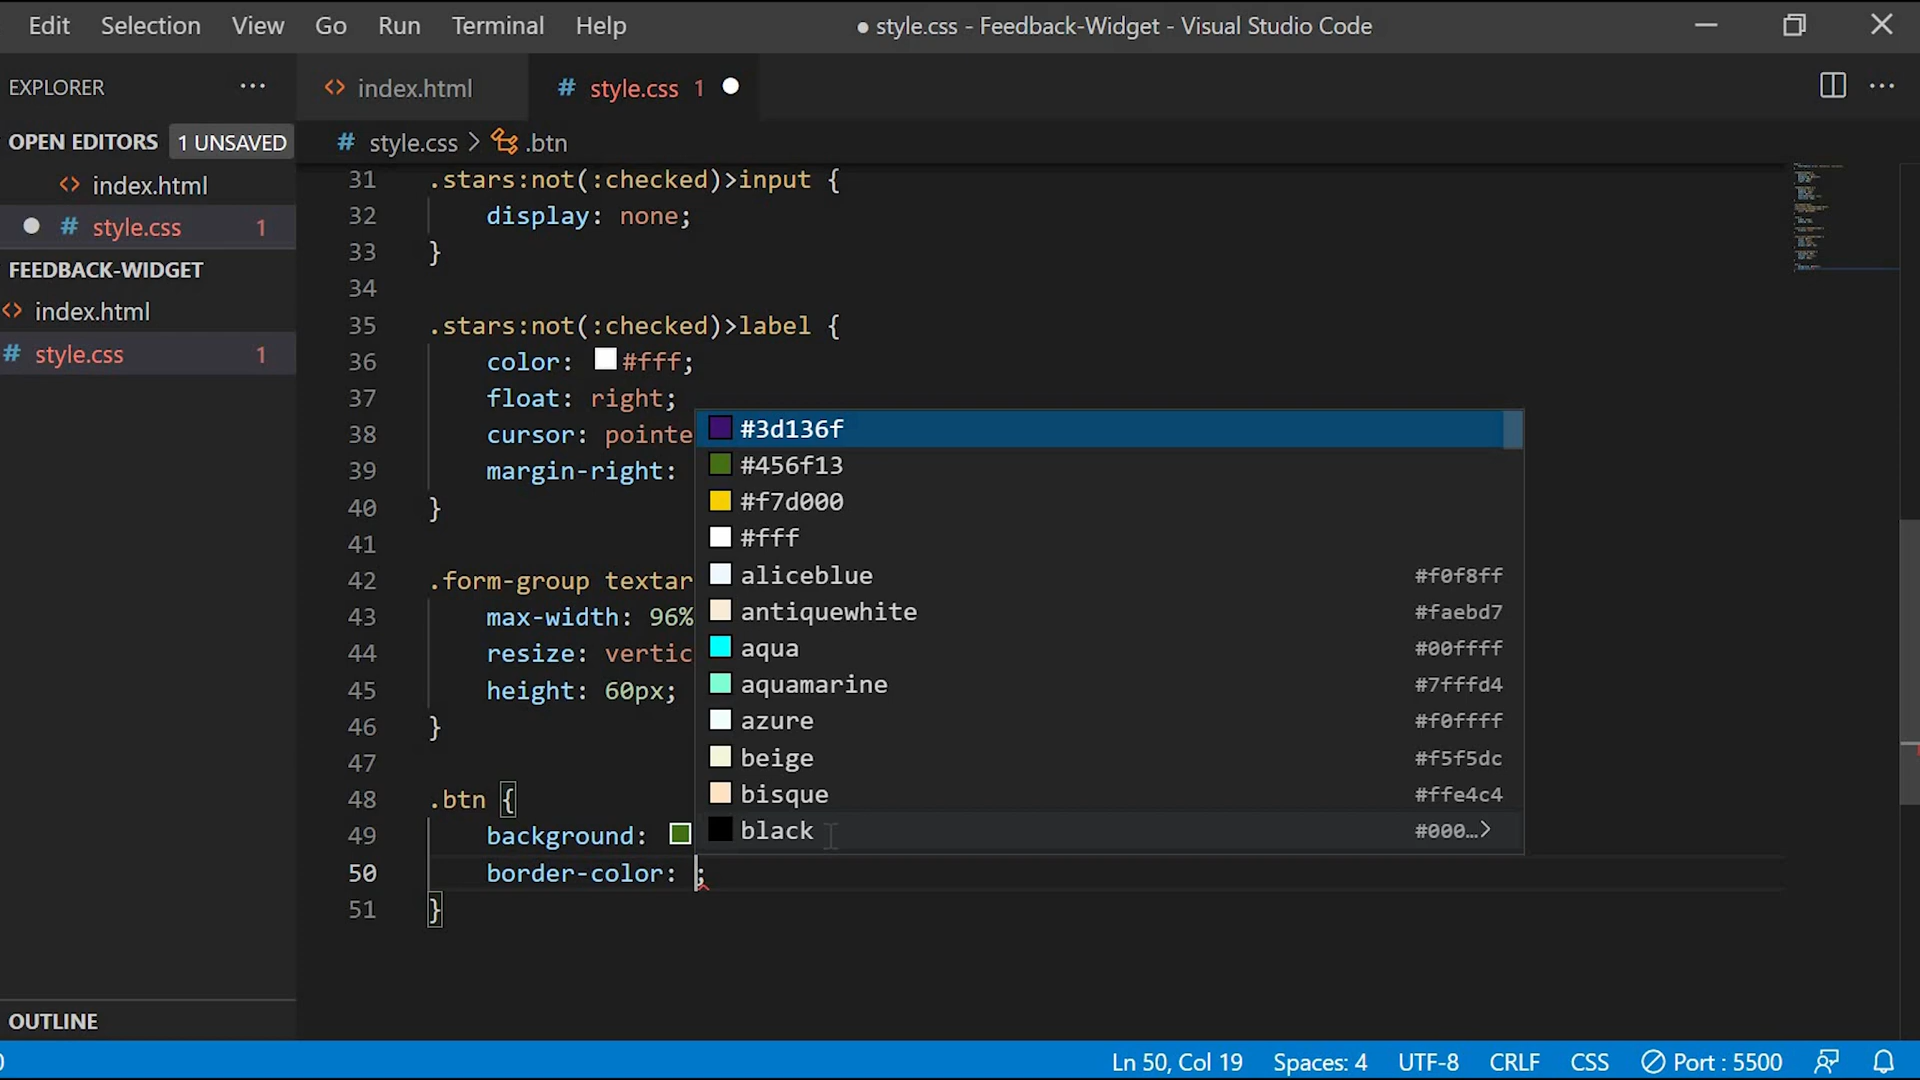 Edit Selection View Go Run Terminal Help ● style.css - Feedback-Widget - Visual Studio Code
EXPLORER ···
<> index.html
# style.css 1
OPEN EDITORS 1 UNSAVED
# style.css > .btn
<> index.html
# style.css 1
FEEDBACK-WIDGET
<> index.html
# style.css 1
31 .stars:not(:checked)>input {
32 display: none;
33 }
34
35 .stars:not(:checked)>label {
36 color: #fff;
37 float: right;
38 cursor: pointe
39 margin-right:
40 }
41
42 .form-group textar
43 max-width: 96%
44 resize: vertic
45 height: 60px;
46 }
47
48 .btn {
49 background:
50 border-color: ;
51 }
#3d136f
#456f13
#f7d000
#fff
aliceblue #f0f8ff
antiquewhite #faebd7
aqua #00ffff
aquamarine #7fffd4
azure #f0ffff
beige #f5f5dc
bisque #ffe4c4
black #000...>
OUTLINE
Ln 50, Col 19 Spaces: 4 UTF-8 CRLF CSS Port : 5500